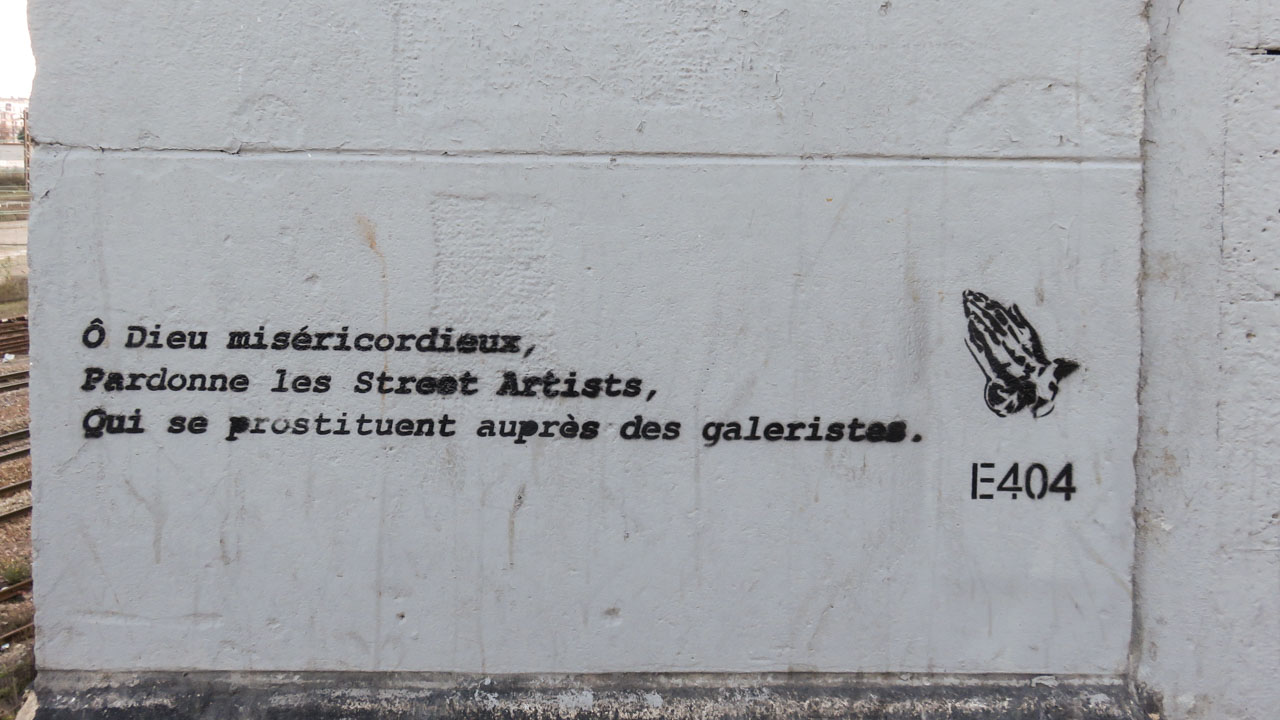 Ô Dieu miséricordieux,
Pardonne les Street Artists,
Qui se prostituent auprès des galeristes.
E404